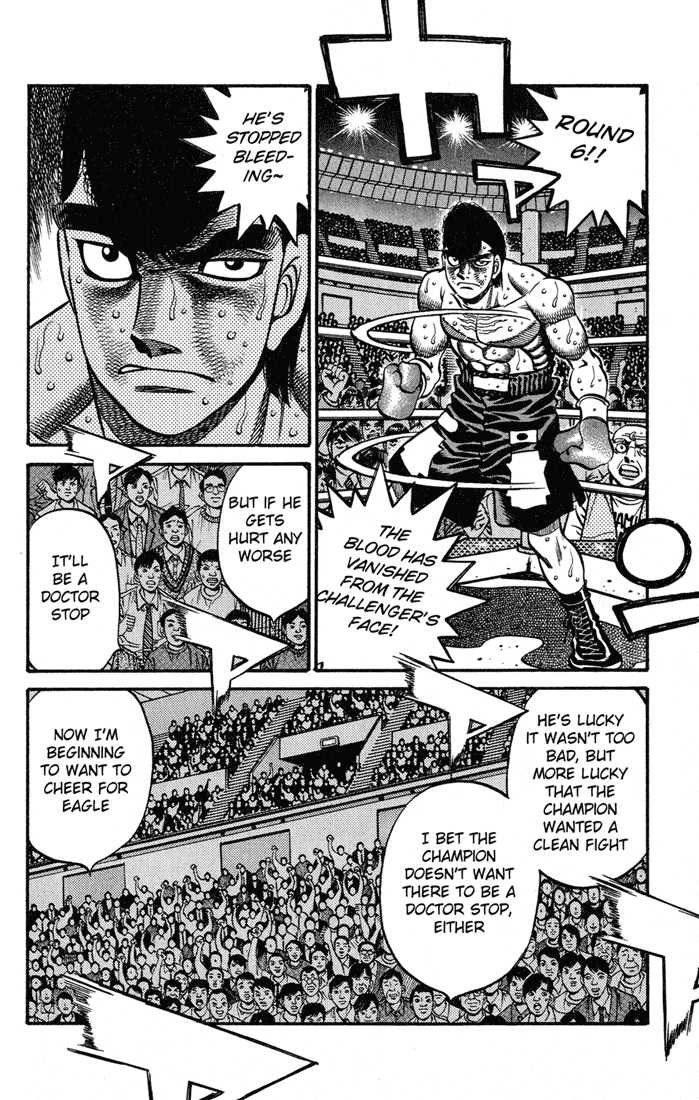 ROUND
6!!
THE
BLOOD HAS
VANISHED
FROM THE
CHALLENGER'S
FACE!
HE'S
STOPPED
BLEED-
ING~
BUT IF HE
GETS
HURT ANY
WORSE
IT'LL
BE A
DOCTOR
STOP
HE'S LUCKY
IT WASN'T TOO
BAD, BUT
MORE LUCKY
THAT THE
CHAMPION
WANTED A
CLEAN FIGHT
I BET THE
CHAMPION
DOESN'T WANT
THERE TO BE A
DOCTOR STOP,
EITHER
NOW I'M
BEGINNING
TO WANT TO
CHEER FOR
EAGLE